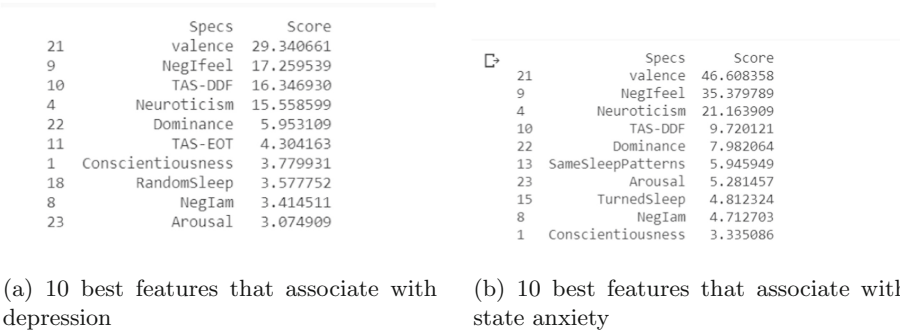 Specs Score
21 valence 29.340661
9 NegIfeel 17.259539
10 TAS-DDF 16.346930
4 Neuroticism 15.558599
22 Dominance 5.953109
11 TAS-EOT 4.304163
1 Conscientiousness 3.779931
18 RandomSleep 3.577752
8 NegIam 3.414511
23 Arousal 3.074909
(a) 10 best features that associate with
depression
Specs Score
21 valence 46.608358
9 NegIfeel 35.379789
4 Neuroticism 21.163909
10 TAS-DDF 9.720121
22 Dominance 7.982064
13 SameSleepPatterns 5.945949
23 Arousal 5.281457
15 TurnedSleep 4.812324
8 NegIam 4.712703
1 Conscientiousness 3.335086
(b) 10 best features that associate with
state anxiety